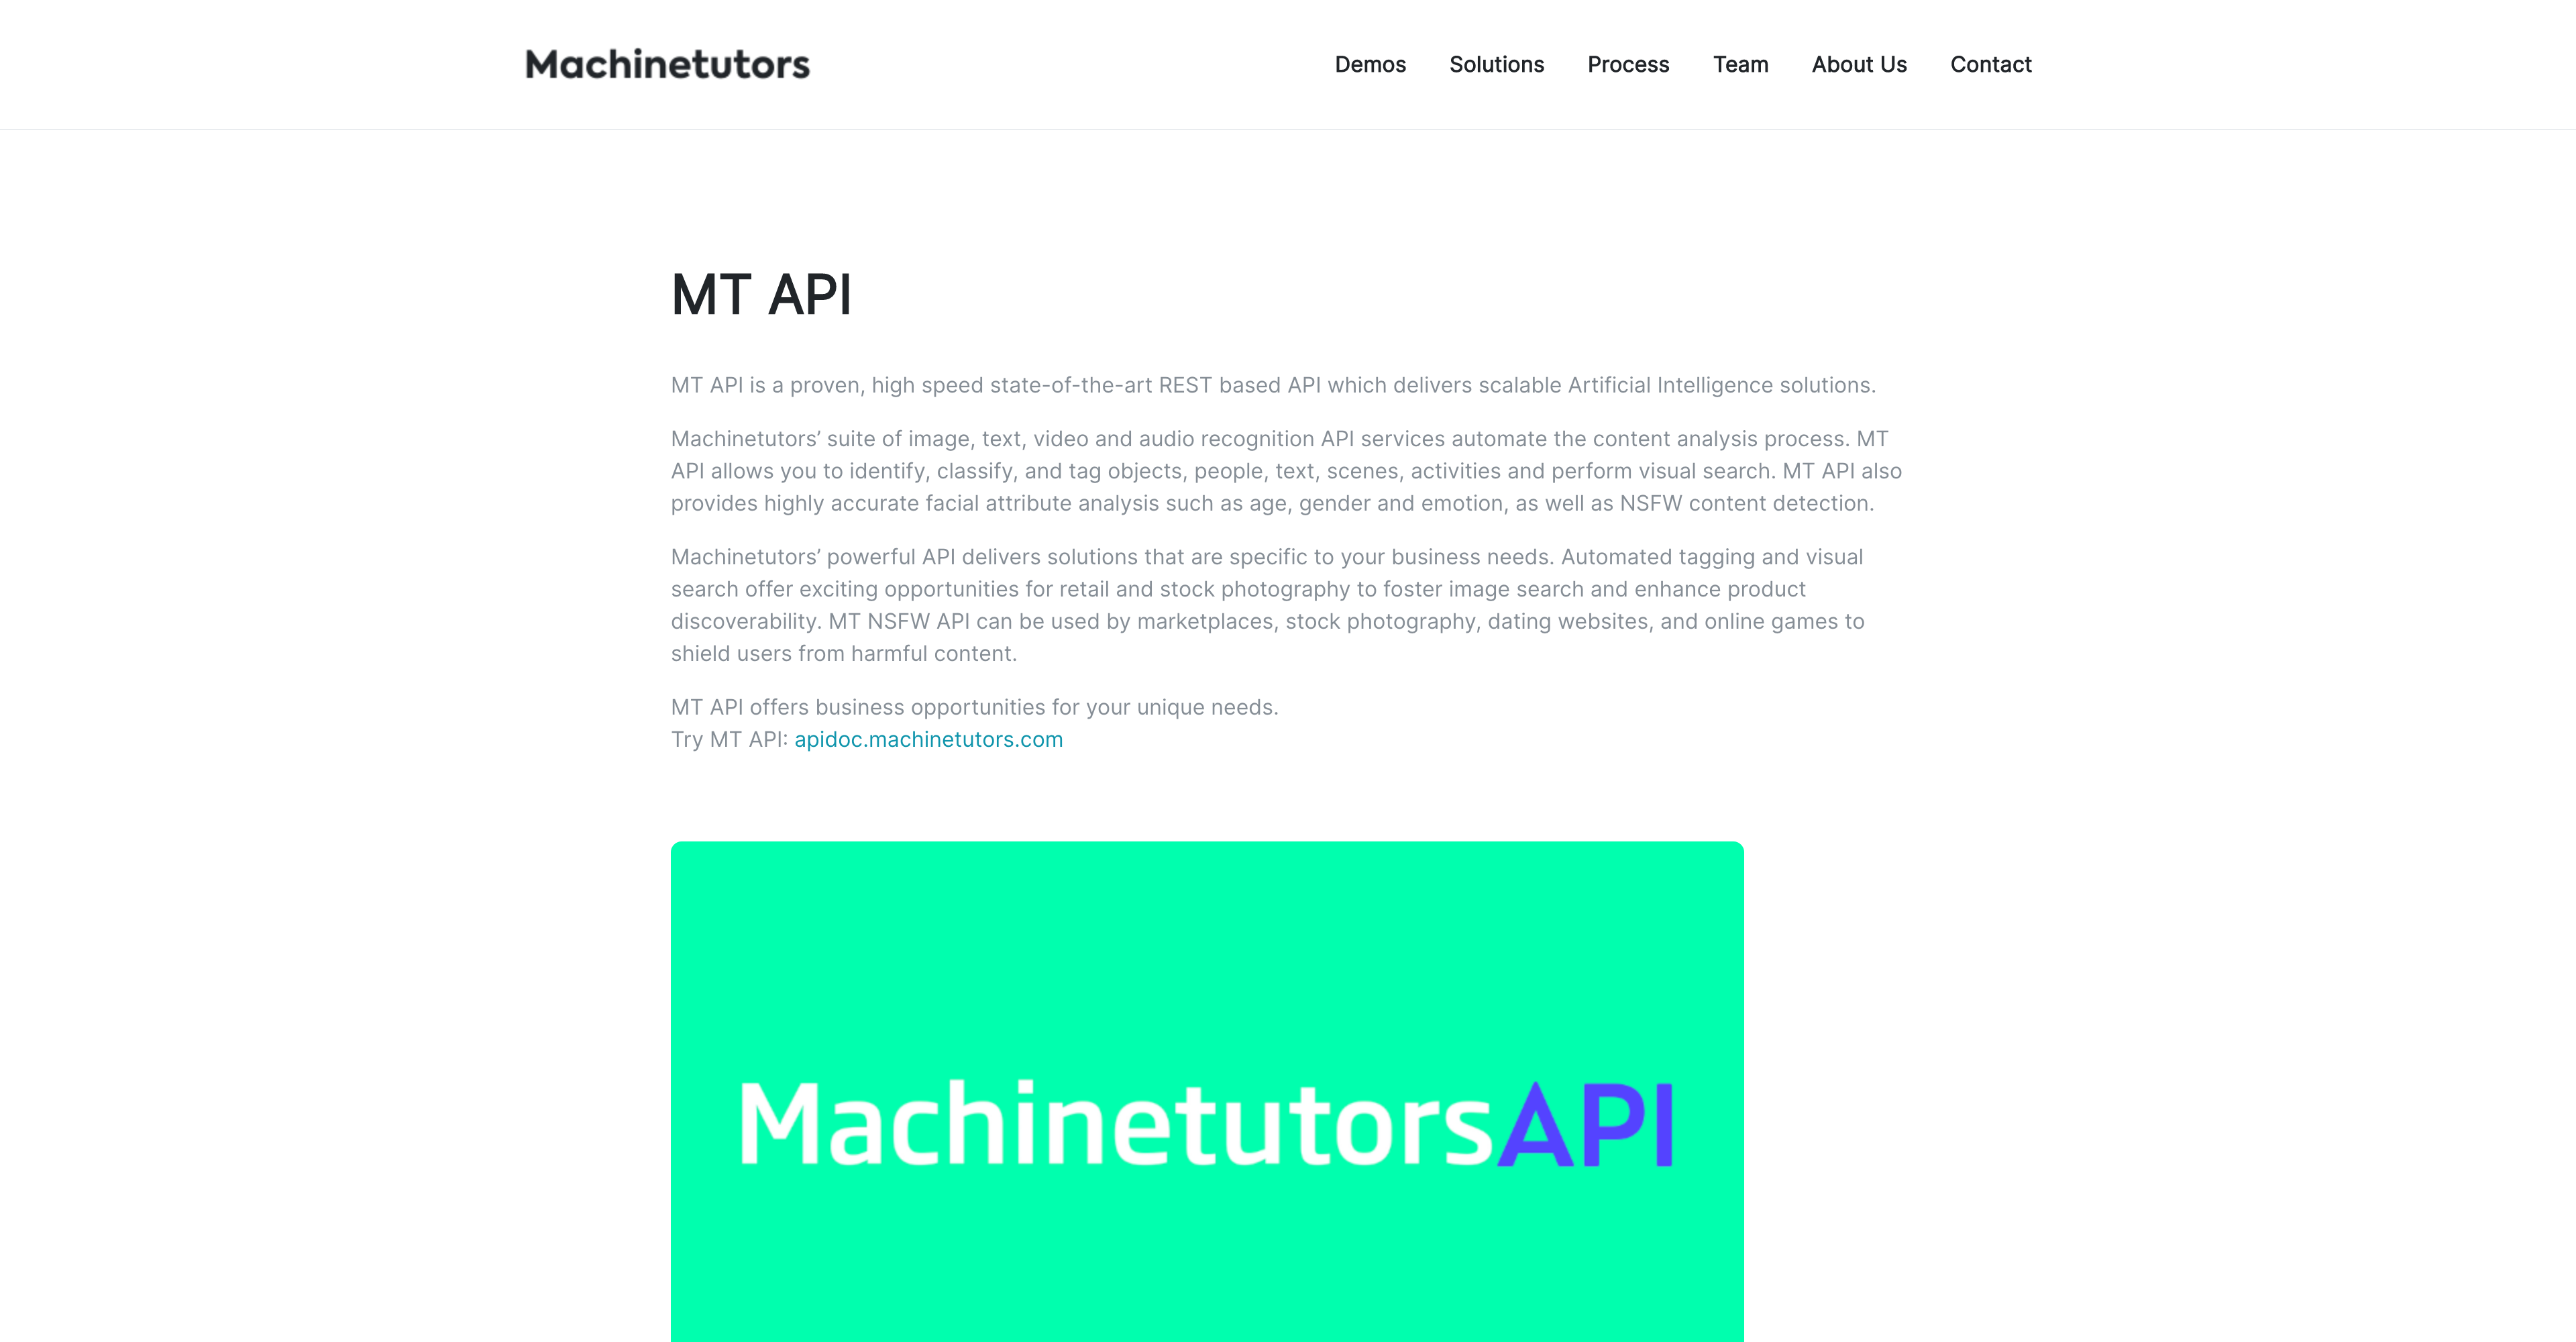 Machinetutors
Demos Solutions Process Team About Us Contact
MT API
MT API is a proven, high speed state-of-the-art REST based API which delivers scalable Artificial Intelligence solutions.
Machinetutors’ suite of image, text, video and audio recognition API services automate the content analysis process. MT
API allows you to identify, classify, and tag objects, people, text, scenes, activities and perform visual search. MT API also
provides highly accurate facial attribute analysis such as age, gender and emotion, as well as NSFW content detection.
Machinetutors’ powerful API delivers solutions that are specific to your business needs. Automated tagging and visual
search offer exciting opportunities for retail and stock photography to foster image search and enhance product
discoverability. MT NSFW API can be used by marketplaces, stock photography, dating websites, and online games to
shield users from harmful content.
MT API offers business opportunities for your unique needs.
Try MT API: apidoc.machinetutors.com
MachinetutorsAPI